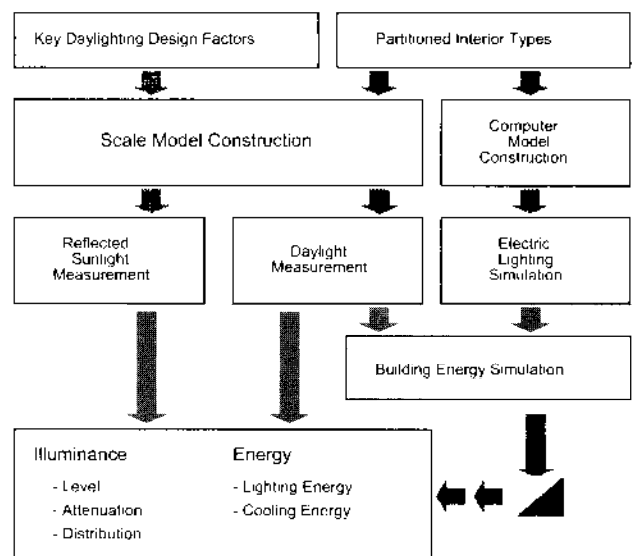 Key Daylighting Design Factors
Partitioned Interior Types
Scale Model Construction
Computer
Model
Construction
Reflected
Sunlight
Measurement
Daylight
Measurement
Electric
Lighting
Simulation
Building Energy Simulation
Illuminance
- Level
- Attenuation
- Distribution
Energy
- Lighting Energy
- Cooling Energy